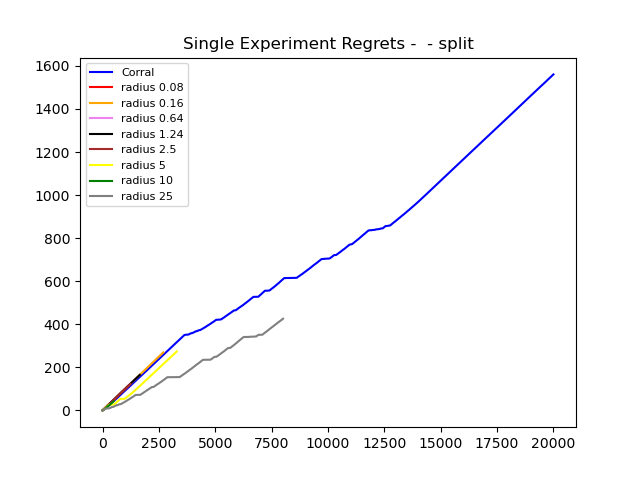 Single Experiment Regrets -  - split
1600
1400
1200
1000
800
600
400
200
0
Corral
radius 0.08
radius 0.16
radius 0.64
radius 1.24
radius 2.5
radius 5
radius 10
radius 25
0 2500 5000 7500 10000 12500 15000 17500 20000